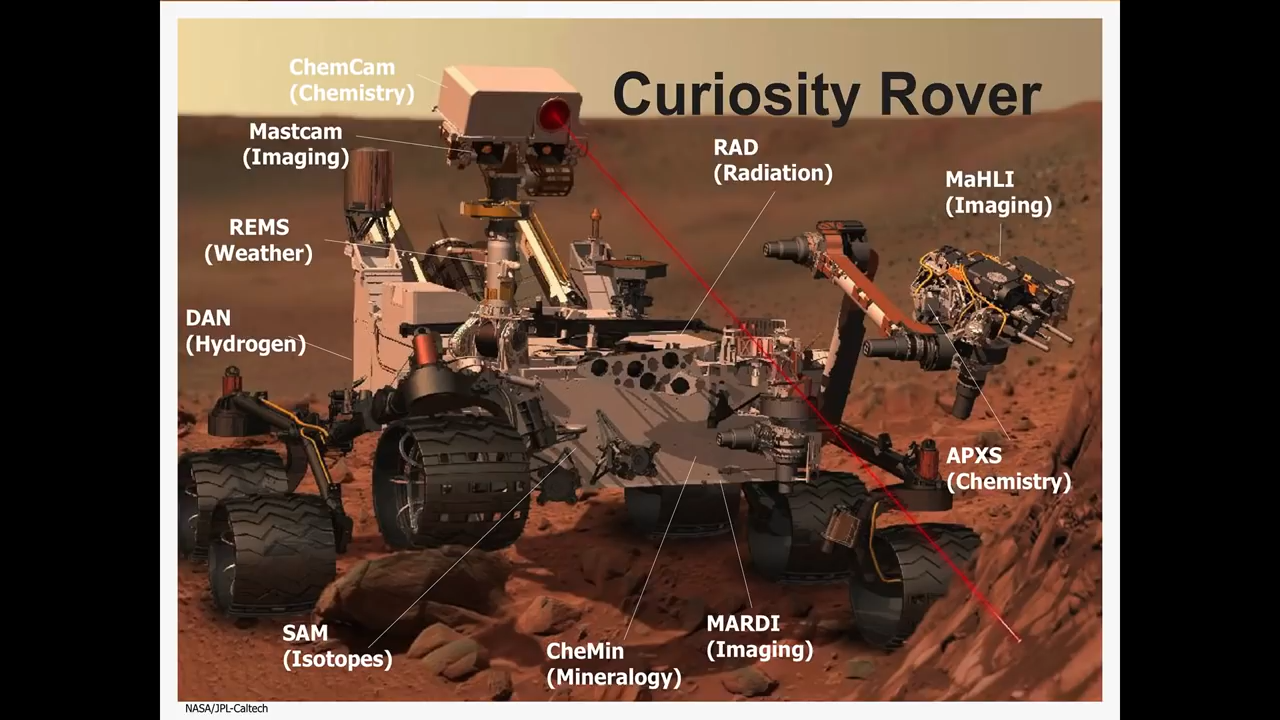 Curiosity Rover
ChemCam
(Chemistry)
Mastcam
(Imaging)
RAD
(Radiation)
MaHLI
(Imaging)
REMS
(Weather)
DAN
(Hydrogen)
APXS
(Chemistry)
SAM
(Isotopes)
CheMin
(Mineralogy)
MARDI
(Imaging)
NASA/JPL-Caltech